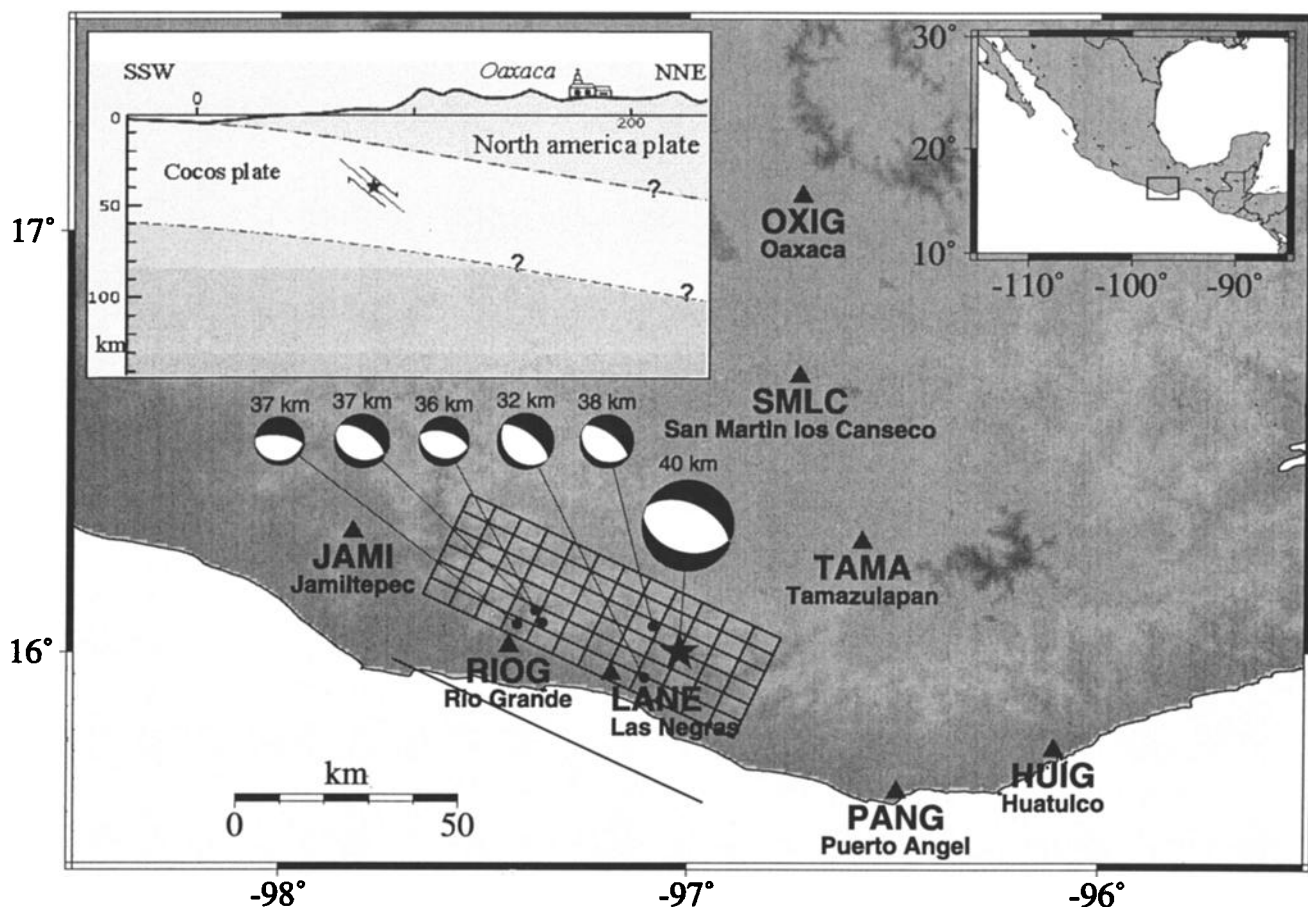 SSW
Oaxaca
NNE
0
200
0
50
100
km
Cocos plate
North america plate
?
?
?
30°
20°
10°
-110°
-100°
-90°
17°
16°
OXIG
Oaxaca
SMLC
San Martin los Canseco
37 km
37 km
36 km
32 km
38 km
40 km
JAMI
Jamiltepec
TAMA
Tamazulapan
RIOG
Rio Grande
LANE
Las Negras
HUIG
Huatulco
PANG
Puerto Angel
km
0
50
-98°
-97°
-96°